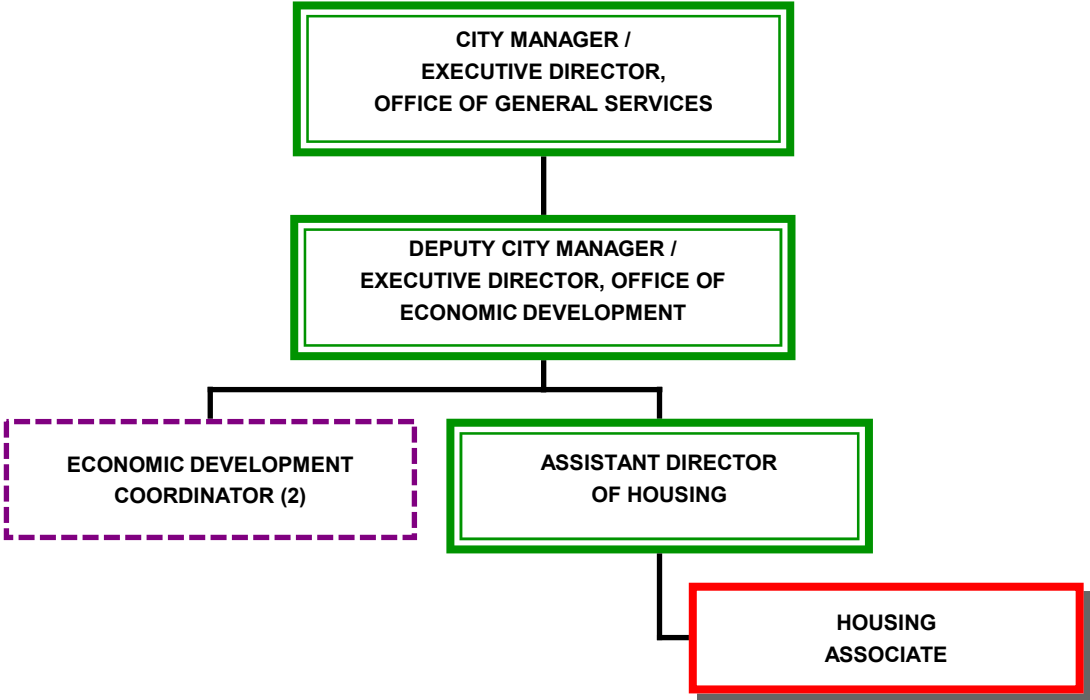 CITY MANAGER /
EXECUTIVE DIRECTOR,
OFFICE OF GENERAL SERVICES
DEPUTY CITY MANAGER /
EXECUTIVE DIRECTOR, OFFICE OF
ECONOMIC DEVELOPMENT
ECONOMIC DEVELOPMENT
COORDINATOR (2)
ASSISTANT DIRECTOR
OF HOUSING
HOUSING
ASSOCIATE